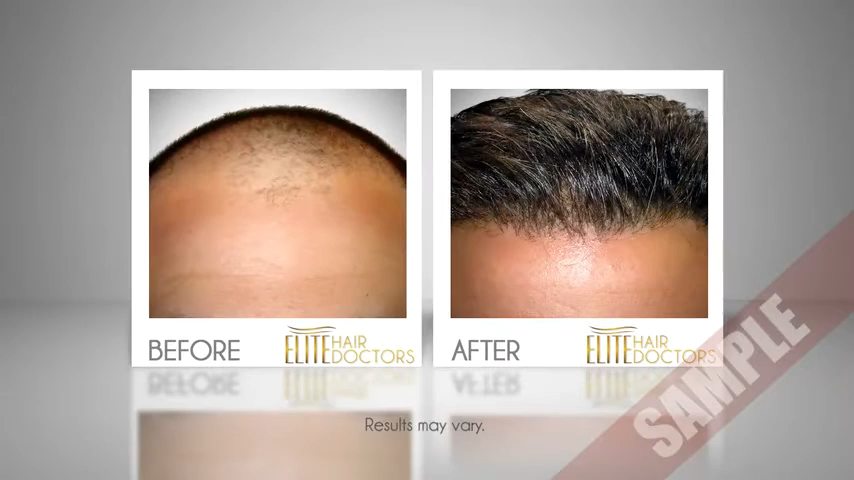 BEFORE
ELITE HAIR DOCTORS
AFTER
ELITE HAIR DOCTORS
Results may vary.
SAMPLE